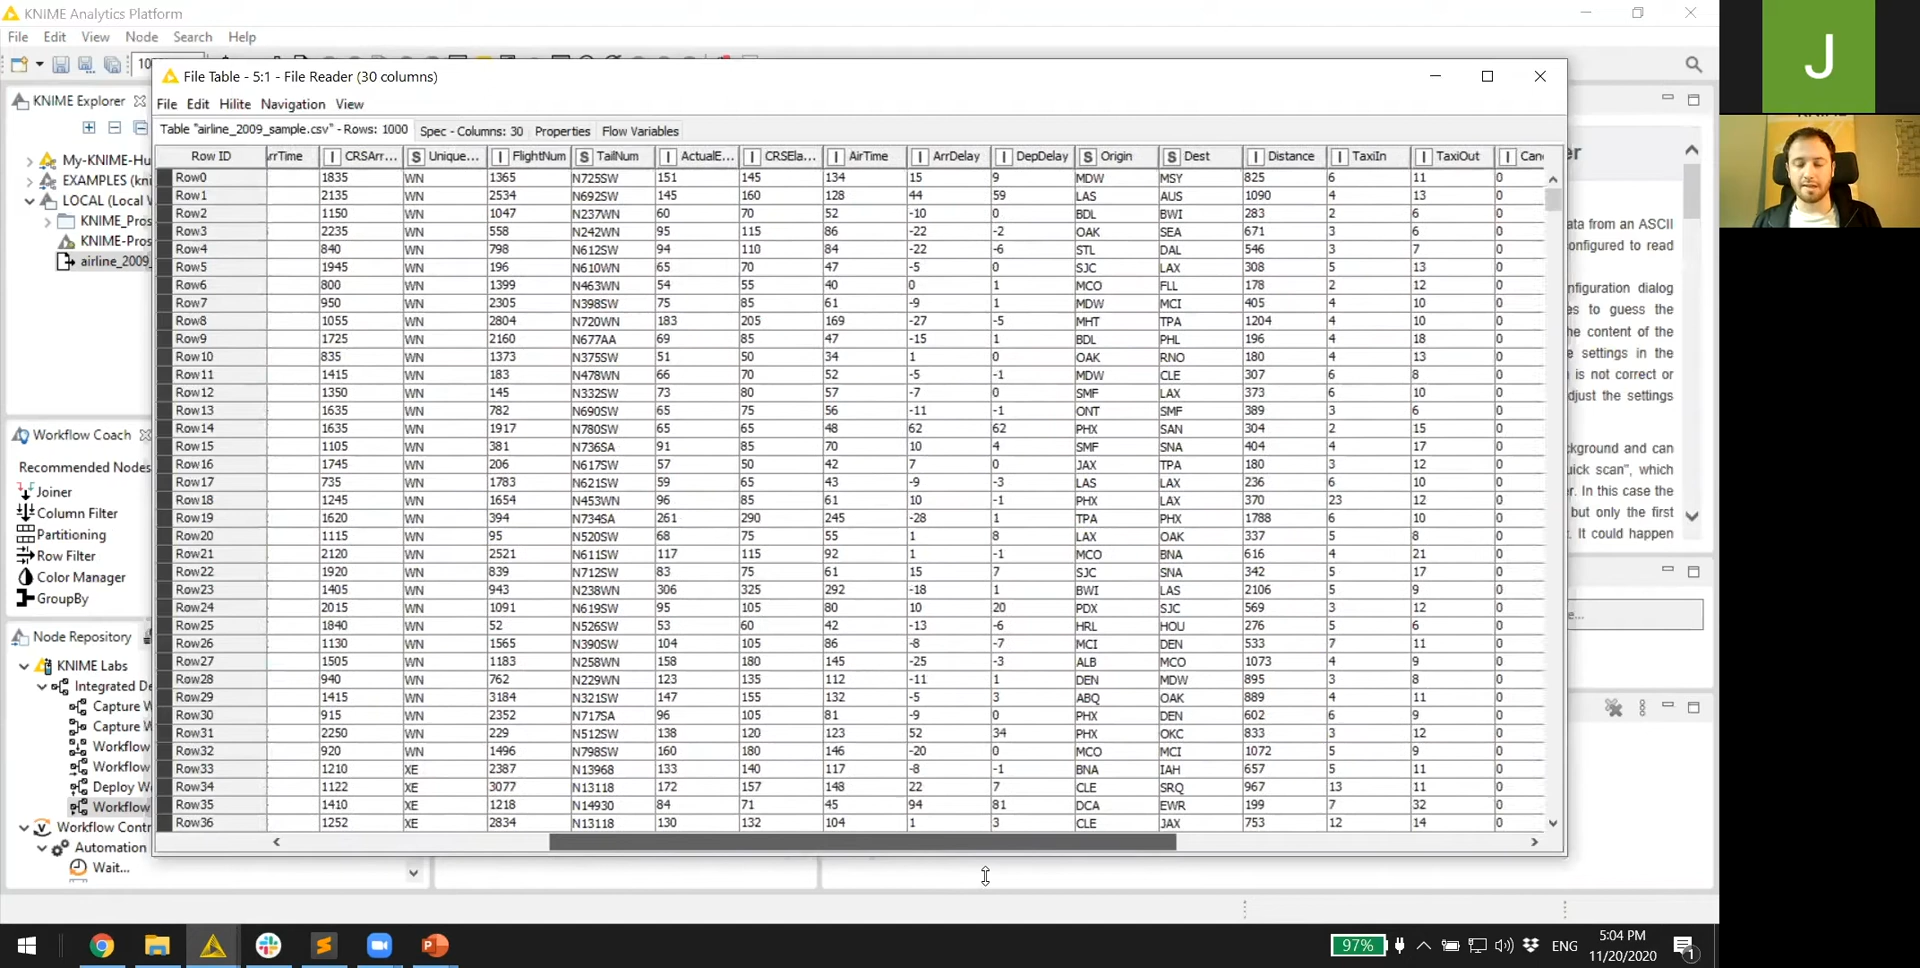 KNIME Analytics Platform
File Edit View Node Search Help
KNIME Explorer
My-KNIME-Hu
EXAMPLES (kni
LOCAL (Local W
KNIME_Pros
KNIME-Pros
airline_2009_
Workflow Coach
Recommended Nodes
Joiner
Column Filter
Partitioning
Row Filter
Color Manager
GroupBy
Node Repository
KNIME Labs
Integrated De
Capture W
Capture W
Workflow
Workflow
Deploy Wo
Workflow
Workflow Contr
Automation
Wait...
File Table - 5:1 - File Reader (30 columns)
File Edit Hilite Navigation View
Table "airline_2009_sample.csv" - Rows: 1000 Spec - Columns: 30 Properties Flow Variables
Row ID rrTime I CRSArr... S Unique... I FlightNum S TailNum I ActualE... I CRSEla... I AirTime I ArrDelay I DepDelay S Origin S Dest I Distance I TaxiIn I TaxiOut I Canc
Row0 1835 WN 1365 N725SW 151 145 134 15 9 MDW MSY 825 6 11 0
Row1 2135 WN 2534 N692SW 145 160 128 44 59 LAS AUS 1090 4 13 0
Row2 1150 WN 1047 N237WN 60 70 52 -10 0 BDL BWI 283 2 6 0
Row3 2235 WN 558 N242WN 95 115 86 -22 -2 OAK SEA 671 3 6 0
Row4 840 WN 798 N612SW 94 110 84 -22 -6 STL DAL 546 3 7 0
Row5 1945 WN 196 N610WN 65 70 47 -5 0 SJC LAX 308 5 13 0
Row6 800 WN 1399 N463WN 54 55 40 0 1 MCO FLL 178 2 12 0
Row7 950 WN 2305 N398SW 75 85 61 -9 1 MDW MCI 405 4 10 0
Row8 1055 WN 2804 N720WN 183 205 169 -27 -5 MHT TPA 1204 4 10 0
Row9 1725 WN 2160 N677AA 69 85 47 -15 1 BDL PHL 196 4 18 0
Row10 835 WN 1373 N375SW 51 50 34 1 0 OAK RNO 180 4 13 0
Row11 1415 WN 183 N478WN 66 70 52 -5 -1 MDW CLE 307 6 8 0
Row12 1350 WN 145 N332SW 73 80 57 -7 0 SMF LAX 373 6 10 0
Row13 1635 WN 782 N690SW 65 75 56 -11 -1 ONT SMF 389 3 6 0
Row14 1635 WN 1917 N780SW 65 65 48 62 62 PHX SAN 304 2 15 0
Row15 1105 WN 381 N736SA 91 85 70 10 4 SMF SNA 404 4 17 0
Row16 1745 WN 206 N617SW 57 50 42 7 0 JAX TPA 180 3 12 0
Row17 735 WN 1783 N621SW 59 65 43 -9 -3 LAS LAX 236 6 10 0
Row18 1245 WN 1654 N453WN 96 85 61 10 -1 PHX LAX 370 23 12 0
Row19 1620 WN 394 N734SA 261 290 245 -28 1 TPA PHX 1788 6 10 0
Row20 1115 WN 95 N520SW 68 75 55 1 8 LAX OAK 337 5 8 0
Row21 2120 WN 2521 N611SW 117 115 92 1 -1 MCO BNA 616 4 21 0
Row22 1920 WN 839 N712SW 83 75 61 15 7 SJC SNA 342 5 17 0
Row23 1405 WN 943 N238WN 306 325 292 -18 1 BWI LAS 2106 5 9 0
Row24 2015 WN 1091 N619SW 95 105 80 10 20 PDX SJC 569 3 12 0
Row25 1840 WN 52 N526SW 53 60 42 -13 -6 HRL HOU 276 5 6 0
Row26 1130 WN 1565 N390SW 104 105 86 -8 -7 MCI DEN 533 7 11 0
Row27 1505 WN 1183 N258WN 158 180 145 -25 -3 ALB MCO 1073 4 9 0
Row28 940 WN 762 N229WN 123 135 112 -11 1 DEN MDW 895 3 8 0
Row29 1415 WN 3184 N321SW 147 155 132 -5 3 ABQ OAK 889 4 11 0
Row30 915 WN 2352 N717SA 96 105 81 -9 0 PHX DEN 602 6 9 0
Row31 2250 WN 229 N512SW 138 120 123 52 34 PHX OKC 833 3 12 0
Row32 920 WN 1496 N798SW 160 180 146 -20 0 MCO MCI 1072 5 9 0
Row33 1210 XE 2387 N13968 133 140 117 -8 -1 BNA IAH 657 5 11 0
Row34 1122 XE 3077 N13118 172 157 148 22 7 CLE SRQ 967 13 11 0
Row35 1410 XE 1218 N14930 84 71 45 94 81 DCA EWR 199 7 32 0
Row36 1252 XE 2834 N13118 130 132 104 1 3 CLE JAX 753 12 14 0
er
ata from an ASCII
onfigured to read
nfiguration dialog
es to guess the
the content of the
e settings in the
n is not correct or
djust the settings
ckground and can
uick scan", which
er. In this case the
but only the first
t. It could happen
e...
J
97% ENG
5:04 PM
11/20/2020
1